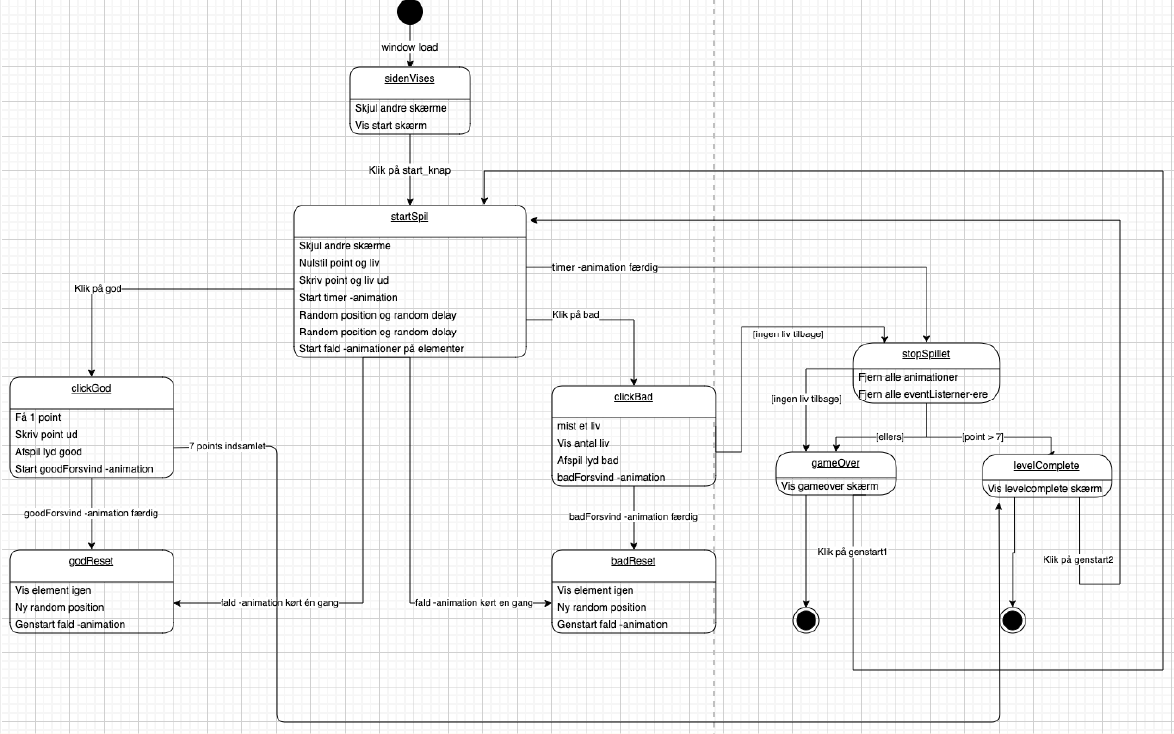 window load
sidenVises
Skjul andre skærme
Vis start skærm
Klik på start_knap
startSpil
Skjul andre skærme
Nulstil point og liv
Skriv point og liv ud
Start timer -animation
Random position og random delay
Random position og random delay
Start fald -animationer på elementer
Klik på god
timer -animation færdig
Klik på bad
[ingen liv tilbage]
stopSpillet
Fjern alle animationer
Fjern alle eventListerner-ere
clickGod
Få 1 point
Skriv point ud
Afspil lyd good
Start goodForsvind -animation
7 points indsamlet
clickBad
mist et liv
Vis antal liv
Afspil lyd bad
badForsvind -animation
[ingen liv tilbage]
[ellers]
[point > 7]
gameOver
Vis gameover skærm
levelComplete
Vis levelcomplete skærm
goodForsvind -animation færdig
badForsvind -animation færdig
Klik på genstart1
Klik på genstart2
godReset
Vis element igen
Ny random position
Genstart fald -animation
fald -animation kørt én gang
fald -animation kørt en gang
badReset
Vis element igen
Ny random position
Genstart fald -animation